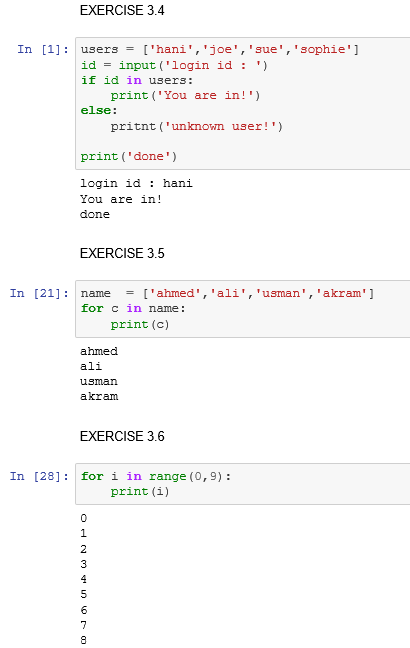 EXERCISE 3.4
In [1]: users = ['hani','joe','sue','sophie']
id = input('login id : ')
if id in users:
    print('You are in!')
else:
    pritnt('unknown user!')

print('done')
login id : hani
You are in!
done
EXERCISE 3.5
In [21]: name  = ['ahmed','ali','usman','akram']
for c in name:
    print(c)
ahmed
ali
usman
akram
EXERCISE 3.6
In [28]: for i in range(0,9):
    print(i)
0
1
2
3
4
5
6
7
8